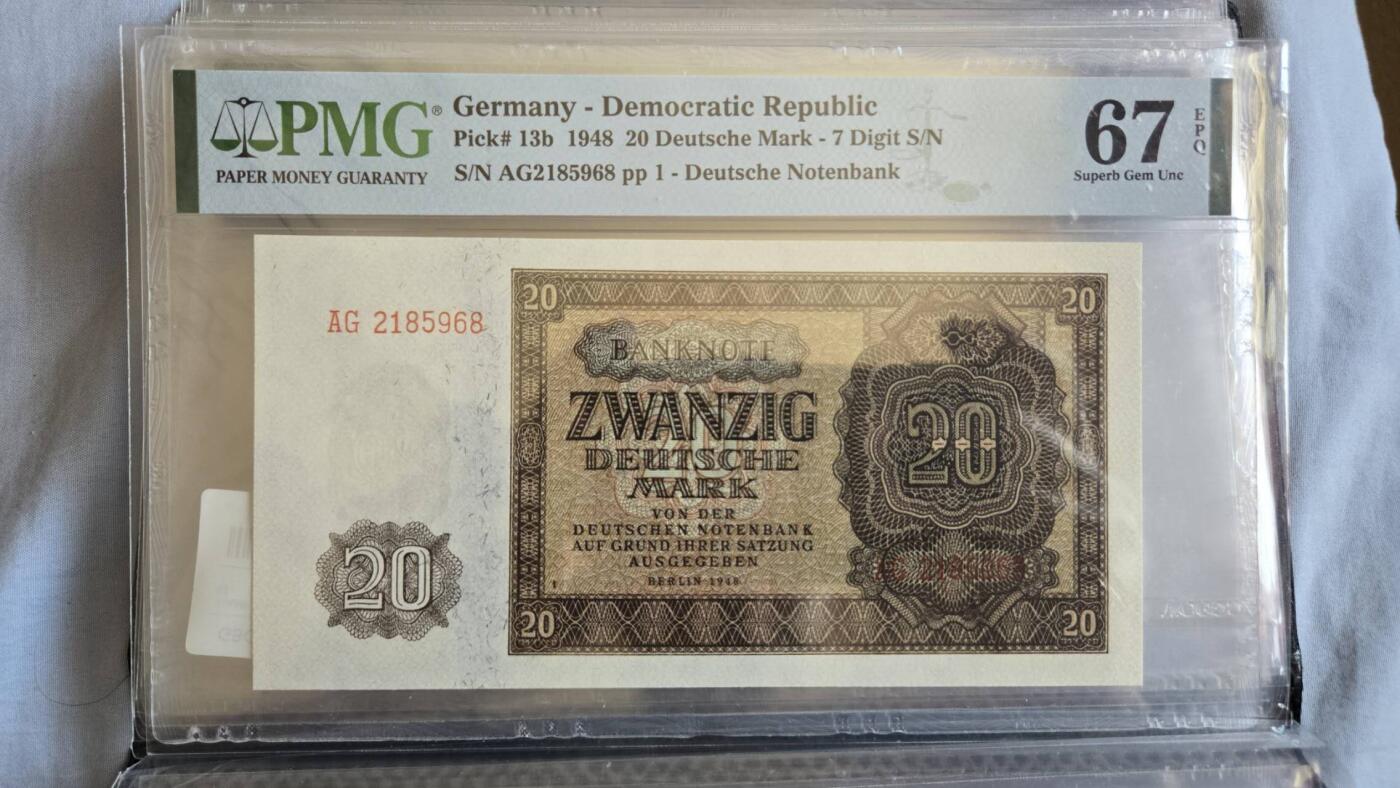 PMG®
PAPER MONEY GUARANTY
Germany - Democratic Republic
Pick# 13b 1948 20 Deutsche Mark - 7 Digit S/N
S/N AG2185968 pp 1 - Deutsche Notenbank
67
EPQ
Superb Gem Unc
AG 2185968
20
20
BANKNOTE
ZWANZIG
DEUTSCHE
MARK
VON DER
DEUTSCHEN NOTENBANK
AUF GRUND IHRER SATZUNG
AUSGEGEBEN
BERLIN 1948
20
20
AG 2185968
20
20